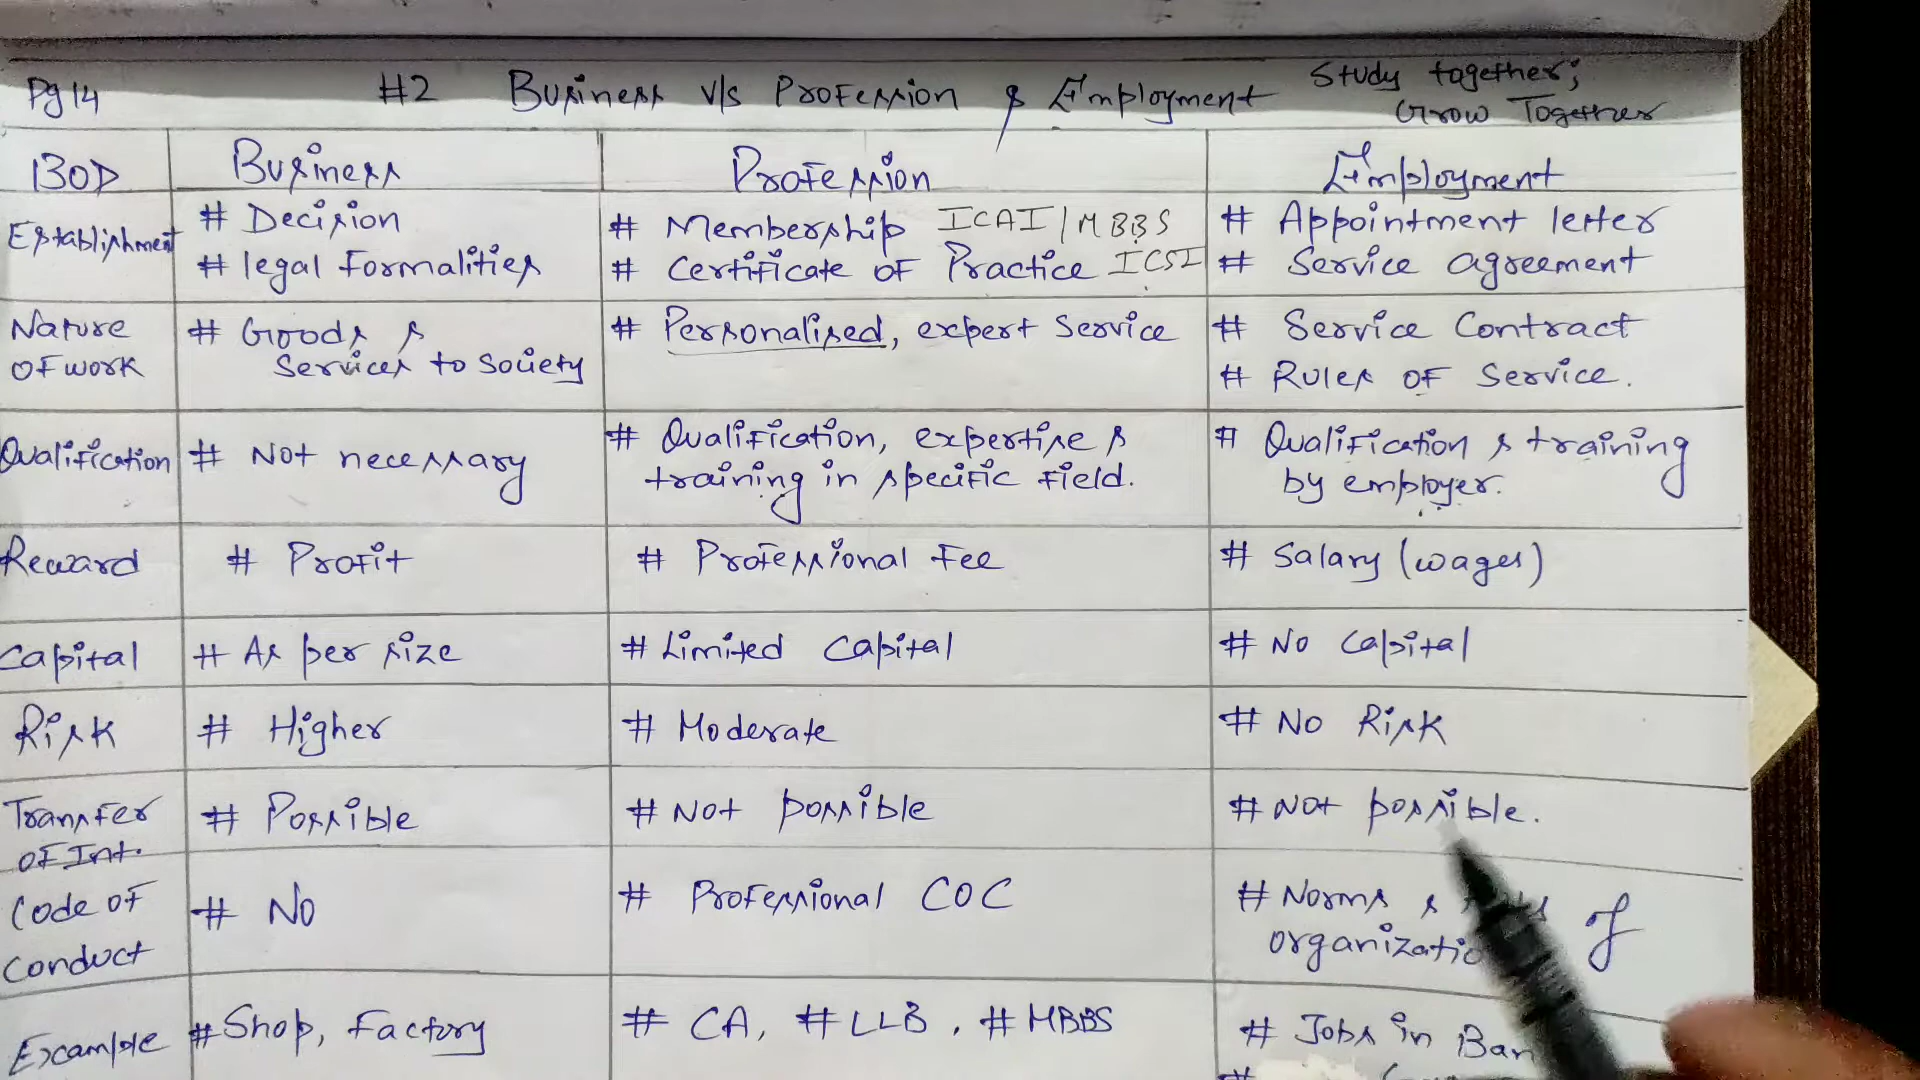 Pg 14 #2 Business v/s Profession & Employment Study together;
Grow Together
BOD Business Profession Employment
Establishment # Decision # Membership ICAI / MBBS # Appointment letter
# legal Formalities # Certificate of Practice ICSI # Service agreement
Nature # Goods & # Personalised, expert Service # Service Contract
of work Services to Society # Rules of Service.
Qualification # Not necessary # Qualification, expertise & # Qualification & training
training in specific Field. by employer.
Reward # Profit # Professional Fee # Salary (wages)
Capital # As per size # Limited Capital # No Capital
Risk # Higher # Moderate # No Risk
Transfer # Possible # Not possible # Not possible.
of Int.
Code of # No # Professional COC # Norms & of
conduct organizatio
Example # Shop, Factory # CA, # LLB, # MBBS # Jobs in Ban
#